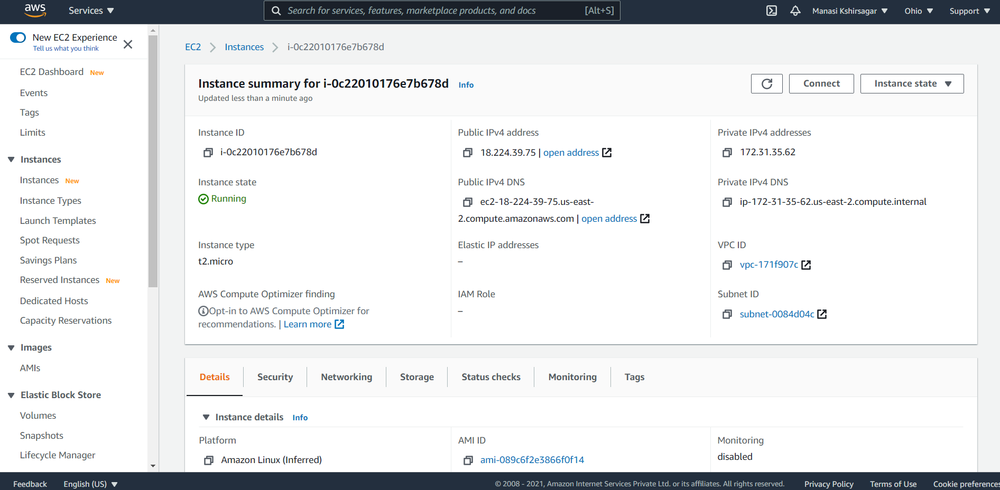 aws
Services
Search for services, features, marketplace products, and docs [Alt+S]
Manasi Kshirsagar
Ohio
Support
New EC2 Experience
Tell us what you think
EC2 Dashboard New
Events
Tags
Limits
Instances
Instances New
Instance Types
Launch Templates
Spot Requests
Savings Plans
Reserved Instances New
Dedicated Hosts
Capacity Reservations
Images
AMIs
Elastic Block Store
Volumes
Snapshots
Lifecycle Manager
EC2 Instances i-0c22010176e7b678d
Instance summary for i-0c22010176e7b678d Info
Updated less than a minute ago
Connect
Instance state
Instance ID
i-0c22010176e7b678d
Public IPv4 address
18.224.39.75 | open address
Private IPv4 addresses
172.31.35.62
Instance state
Running
Public IPv4 DNS
ec2-18-224-39-75.us-east-
2.compute.amazonaws.com | open address
Private IPv4 DNS
ip-172-31-35-62.us-east-2.compute.internal
Instance type
t2.micro
Elastic IP addresses
–
VPC ID
vpc-171f907c
AWS Compute Optimizer finding
Opt-in to AWS Compute Optimizer for
recommendations. | Learn more
IAM Role
–
Subnet ID
subnet-0084d04c
Details
Security
Networking
Storage
Status checks
Monitoring
Tags
Instance details Info
Platform
Amazon Linux (Inferred)
AMI ID
ami-089c6f2e3866f0f14
Monitoring
disabled
Feedback
English (US)
© 2008 - 2021, Amazon Internet Services Private Ltd. or its affiliates. All rights reserved.
Privacy Policy
Terms of Use
Cookie preferences